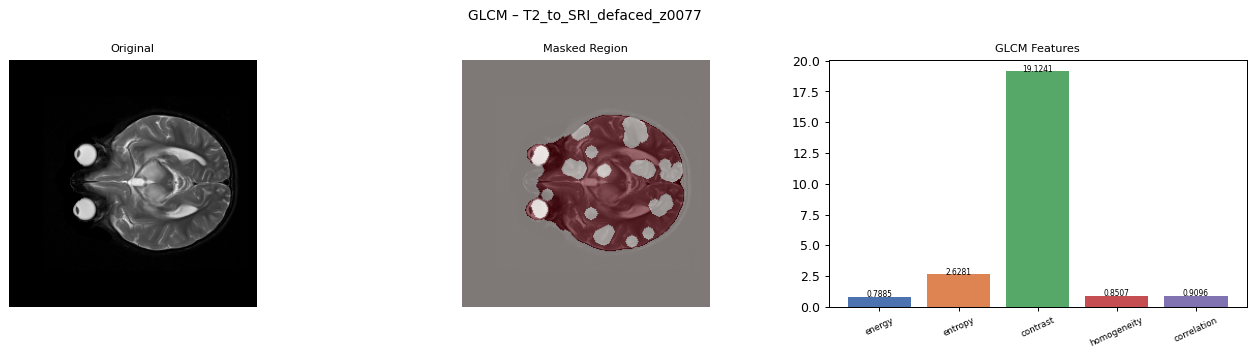 GLCM – T2_to_SRI_defaced_z0077
Original
Masked Region
GLCM Features
20.0
17.5
15.0
12.5
10.0
7.5
5.0
2.5
0.0
0.7885
2.6281
19.1241
0.8507
0.9096
energy
entropy
contrast
homogeneity
correlation